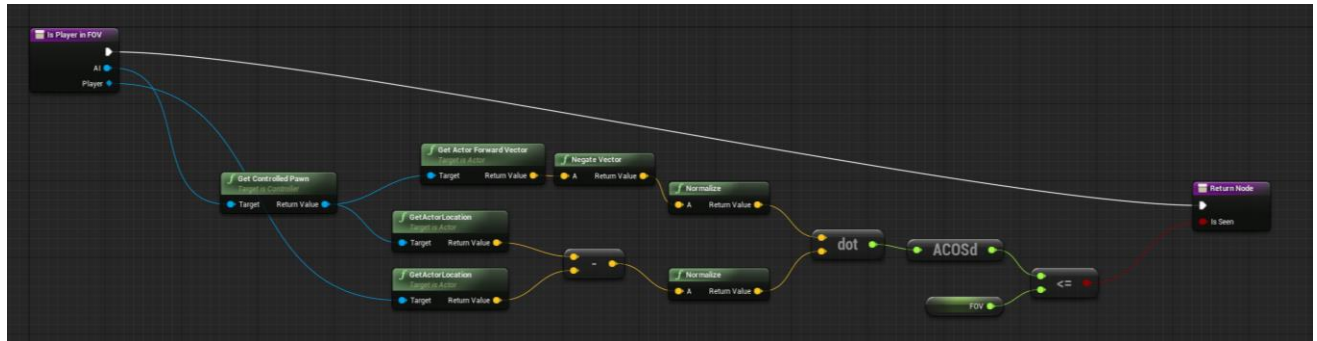 Is Player in FOV
AI
Player
Get Controlled Pawn
Target is Controller
Target Return Value
Get Actor Forward Vector
Target is Actor
Target Return Value
Negate Vector
A Return Value
Normalize
A Return Value
GetActorLocation
Target is Actor
Target Return Value
-
GetActorLocation
Target is Actor
Target Return Value
Normalize
A Return Value
dot
ACOSd
FOV
<=
Return Node
Is Seen